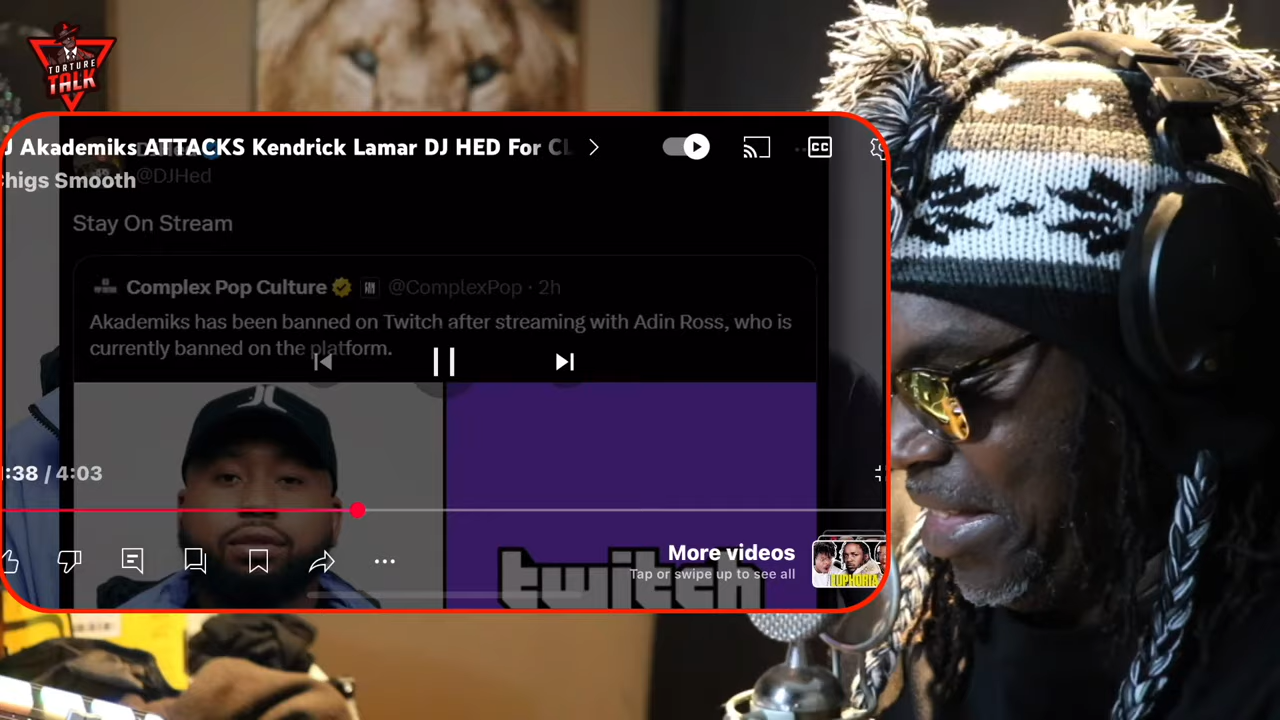 TORTURE
TALK
J Akademiks ATTACKS Kendrick Lamar DJ HED For CL
higs Smooth
@DJHed
Stay On Stream
Complex Pop Culture @ComplexPop · 2h
Akademiks has been banned on Twitch after streaming with Adin Ross, who is
currently banned on the platform.
CC
:38 / 4:03
More videos
Tap or swipe up to see all
EUPHORIA
twitch